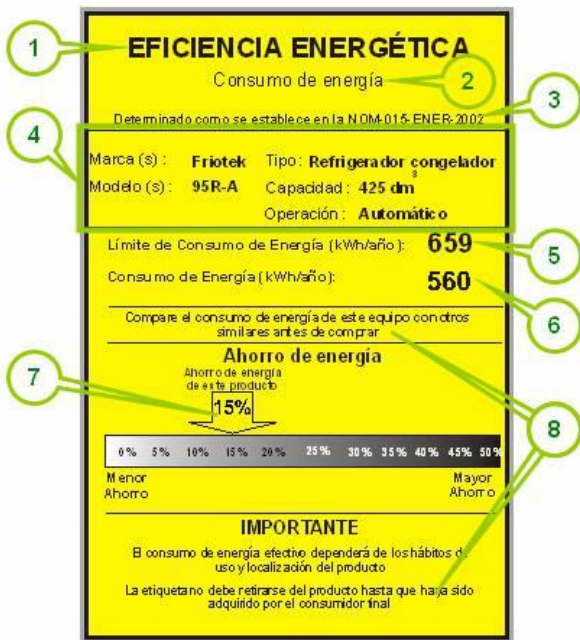 1 EFICIENCIA ENERGÉTICA
Consumo de energía 2
Determinado como se establece en la NOM-015-ENER-2002 3
4
Marca (s) : Friotek Tipo: Refrigerador congelador
Modelo (s) : 95R-A Capacidad : 425 dm³
Operación : Automático
Límite de Consumo de Energía (kWh/año): 659 5
Consumo de Energía (kWh/año): 560 6
Compare el consumo de energía de este equipo con otros
similares antes de comprar
Ahorro de energía
7 Ahorro de energía
de este producto
15%
8
0% 5% 10% 15% 20% 25% 30% 35% 40% 45% 50%
Menor Mayor
Ahorro Ahorro
IMPORTANTE
El consumo de energía efectivo dependerá de los hábitos de
uso y localización del producto
La etiqueta no debe retirarse del producto hasta que haya sido
adquirido por el consumidor final